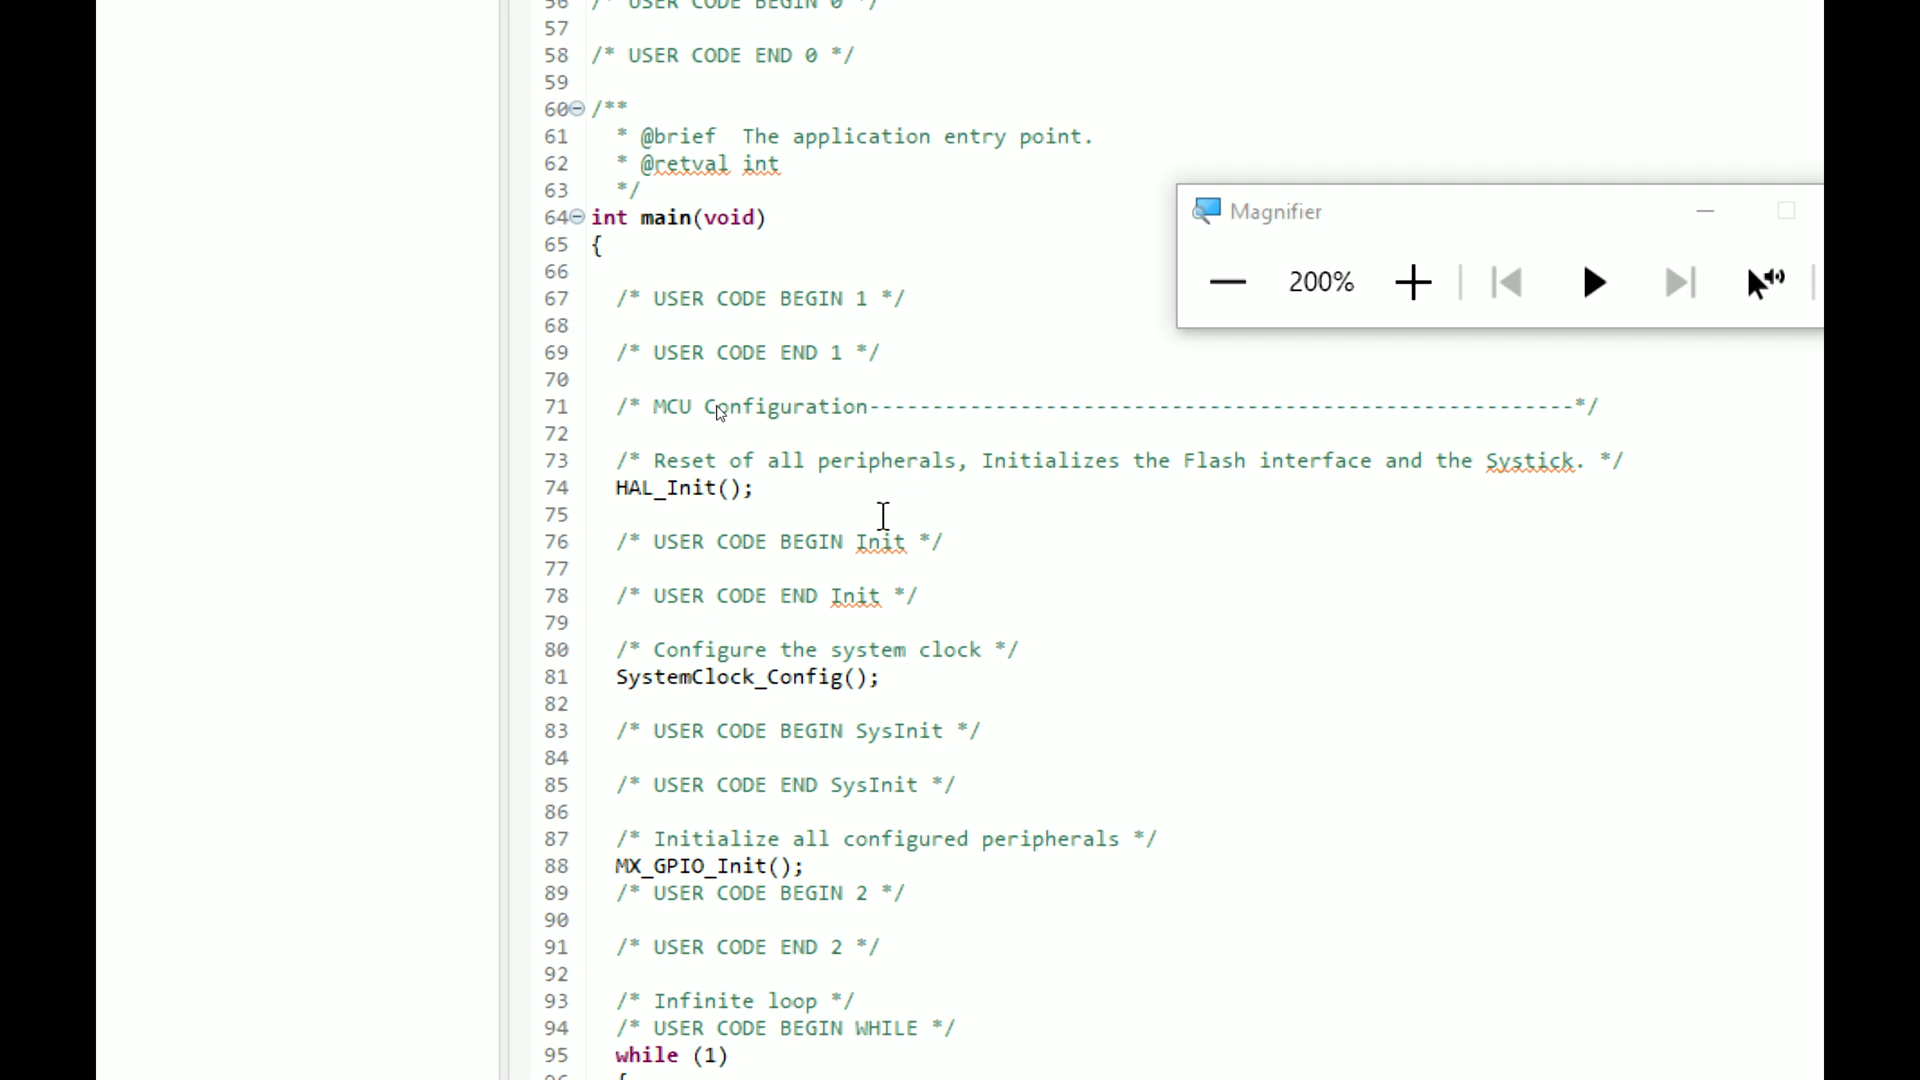 56 /* USER CODE BEGIN 0 */
57
58 /* USER CODE END 0 */
59
60 /**
61 * @brief  The application entry point.
62 * @retval int
63 */
64 int main(void)
65 {
66
67 /* USER CODE BEGIN 1 */
68
69 /* USER CODE END 1 */
70
71 /* MCU Configuration--------------------------------------------------------*/
72
73 /* Reset of all peripherals, Initializes the Flash interface and the Systick. */
74 HAL_Init();
75
76 /* USER CODE BEGIN Init */
77
78 /* USER CODE END Init */
79
80 /* Configure the system clock */
81 SystemClock_Config();
82
83 /* USER CODE BEGIN SysInit */
84
85 /* USER CODE END SysInit */
86
87 /* Initialize all configured peripherals */
88 MX_GPIO_Init();
89 /* USER CODE BEGIN 2 */
90
91 /* USER CODE END 2 */
92
93 /* Infinite loop */
94 /* USER CODE BEGIN WHILE */
95 while (1)
96 {
Magnifier
200%